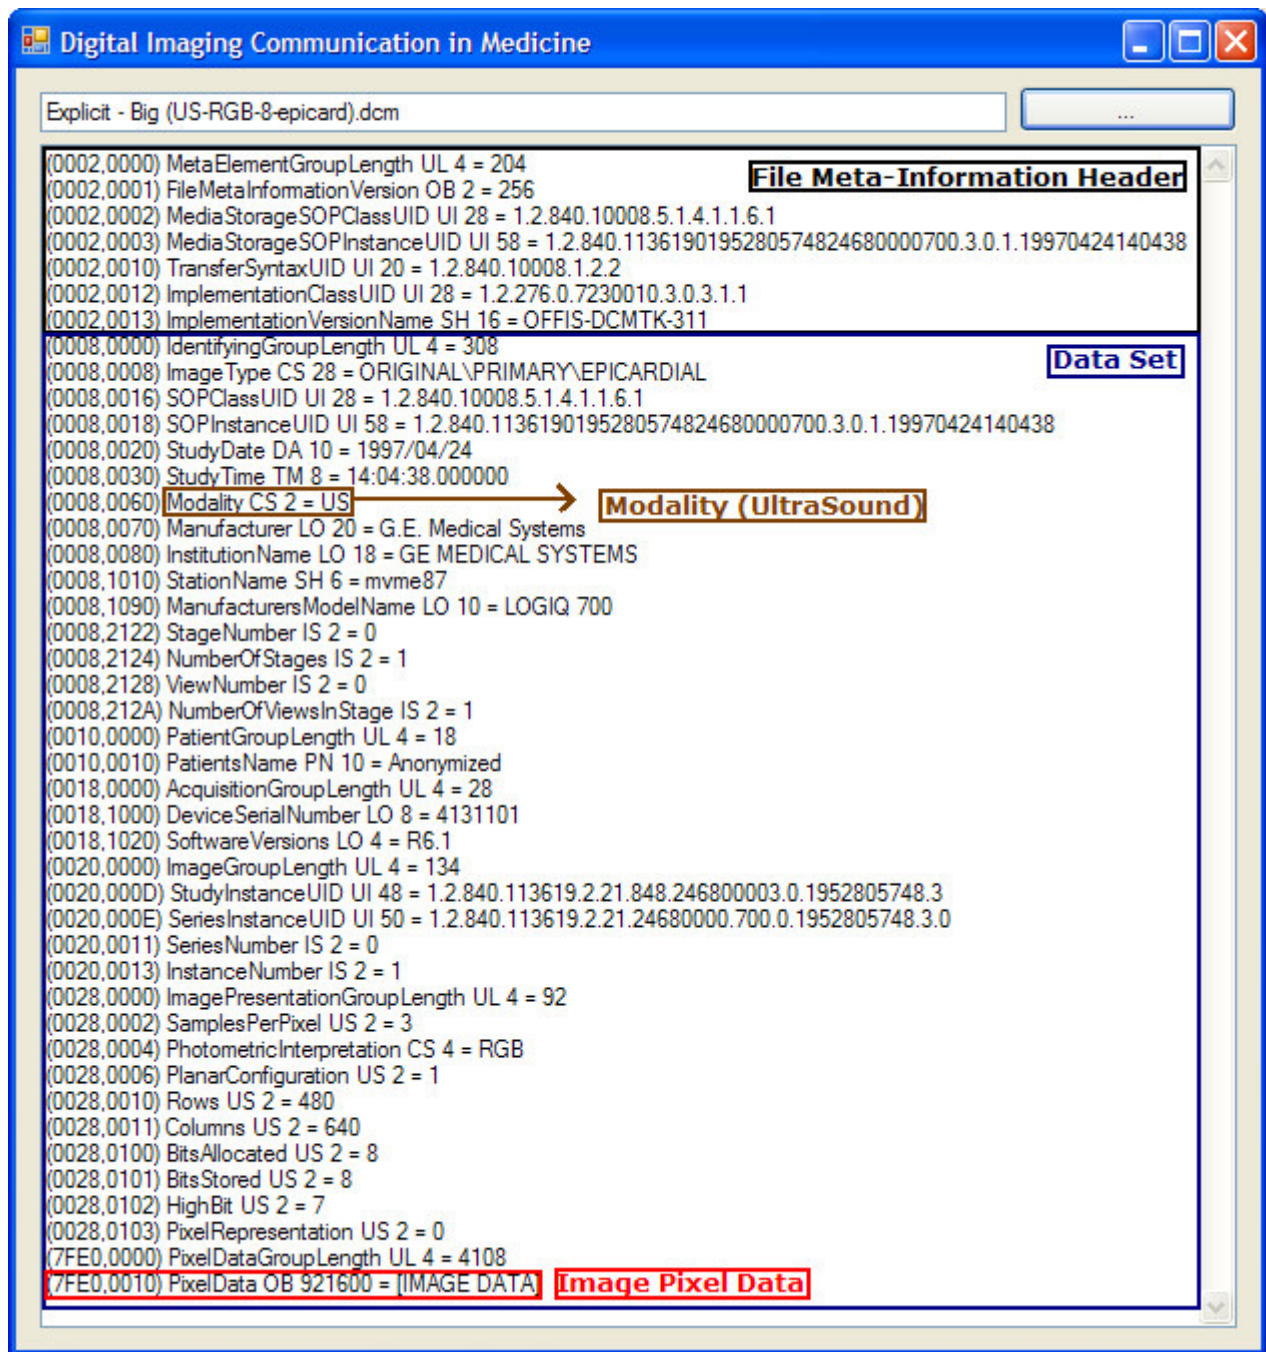 Digital Imaging Communication in Medicine
Explicit - Big (US-RGB-8-epicard).dcm
...
(0002,0000) MetaElementGroupLength UL 4 = 204
File Meta-Information Header
(0002,0001) FileMetaInformationVersion OB 2 = 256
(0002,0002) MediaStorageSOPClassUID UI 28 = 1.2.840.10008.5.1.4.1.1.6.1
(0002,0003) MediaStorageSOPInstanceUID UI 58 = 1.2.840.1136190195280574824680000700.3.0.1.19970424140438
(0002,0010) TransferSyntaxUID UI 20 = 1.2.840.10008.1.2.2
(0002,0012) ImplementationClassUID UI 28 = 1.2.276.0.7230010.3.0.3.1.1
(0002,0013) ImplementationVersionName SH 16 = OFFIS-DCMTK-311
(0008,0000) IdentifyingGroupLength UL 4 = 308
Data Set
(0008,0008) ImageType CS 28 = ORIGINAL\PRIMARY\EPICARDIAL
(0008,0016) SOPClassUID UI 28 = 1.2.840.10008.5.1.4.1.1.6.1
(0008,0018) SOPInstanceUID UI 58 = 1.2.840.1136190195280574824680000700.3.0.1.19970424140438
(0008,0020) StudyDate DA 10 = 1997/04/24
(0008,0030) StudyTime TM 8 = 14:04:38.000000
(0008,0060) Modality CS 2 = US
Modality (UltraSound)
(0008,0070) Manufacturer LO 20 = G.E. Medical Systems
(0008,0080) InstitutionName LO 18 = GE MEDICAL SYSTEMS
(0008,1010) StationName SH 6 = mvme87
(0008,1090) ManufacturersModelName LO 10 = LOGIQ 700
(0008,2122) StageNumber IS 2 = 0
(0008,2124) NumberOfStages IS 2 = 1
(0008,2128) ViewNumber IS 2 = 0
(0008,212A) NumberOfViewsInStage IS 2 = 1
(0010,0000) PatientGroupLength UL 4 = 18
(0010,0010) PatientsName PN 10 = Anonymized
(0018,0000) AcquisitionGroupLength UL 4 = 28
(0018,1000) DeviceSerialNumber LO 8 = 4131101
(0018,1020) SoftwareVersions LO 4 = R6.1
(0020,0000) ImageGroupLength UL 4 = 134
(0020,000D) StudyInstanceUID UI 48 = 1.2.840.113619.2.21.848.246800003.0.1952805748.3
(0020,000E) SeriesInstanceUID UI 50 = 1.2.840.113619.2.21.24680000.700.0.1952805748.3.0
(0020,0011) SeriesNumber IS 2 = 0
(0020,0013) InstanceNumber IS 2 = 1
(0028,0000) ImagePresentationGroupLength UL 4 = 92
(0028,0002) SamplesPerPixel US 2 = 3
(0028,0004) PhotometricInterpretation CS 4 = RGB
(0028,0006) PlanarConfiguration US 2 = 1
(0028,0010) Rows US 2 = 480
(0028,0011) Columns US 2 = 640
(0028,0100) BitsAllocated US 2 = 8
(0028,0101) BitsStored US 2 = 8
(0028,0102) HighBit US 2 = 7
(0028,0103) PixelRepresentation US 2 = 0
(7FE0,0000) PixelDataGroupLength UL 4 = 4108
(7FE0,0010) PixelData OB 921600 = [IMAGE DATA]
Image Pixel Data